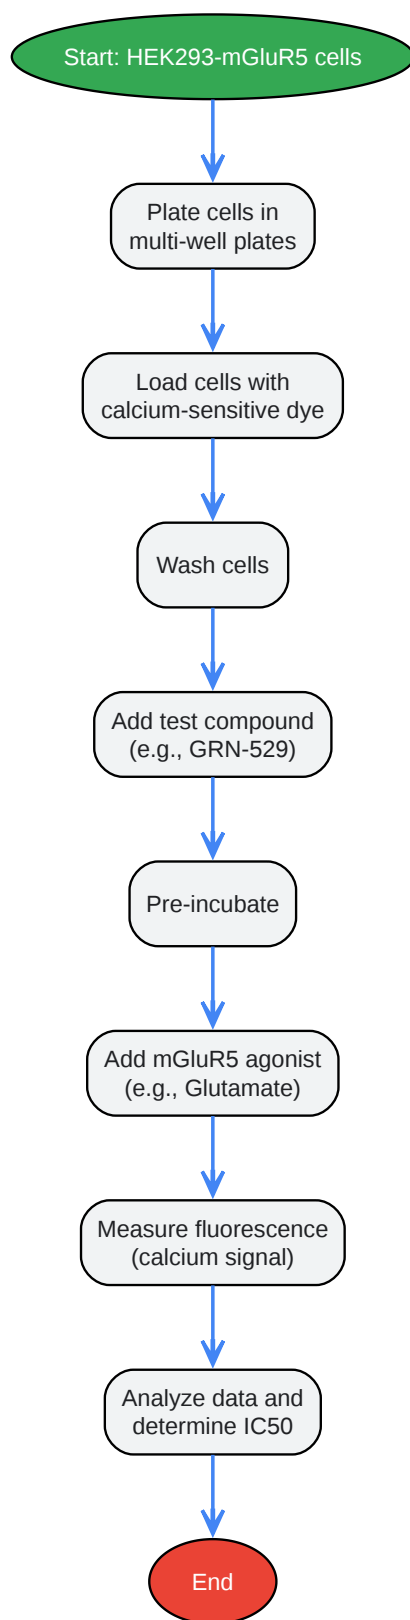 Start: HEK293-mGluR5 cells
Plate cells in
multi-well plates
Load cells with
calcium-sensitive dye
Wash cells
Add test compound
(e.g., GRN-529)
Pre-incubate
Add mGluR5 agonist
(e.g., Glutamate)
Measure fluorescence
(calcium signal)
Analyze data and
determine IC50
End